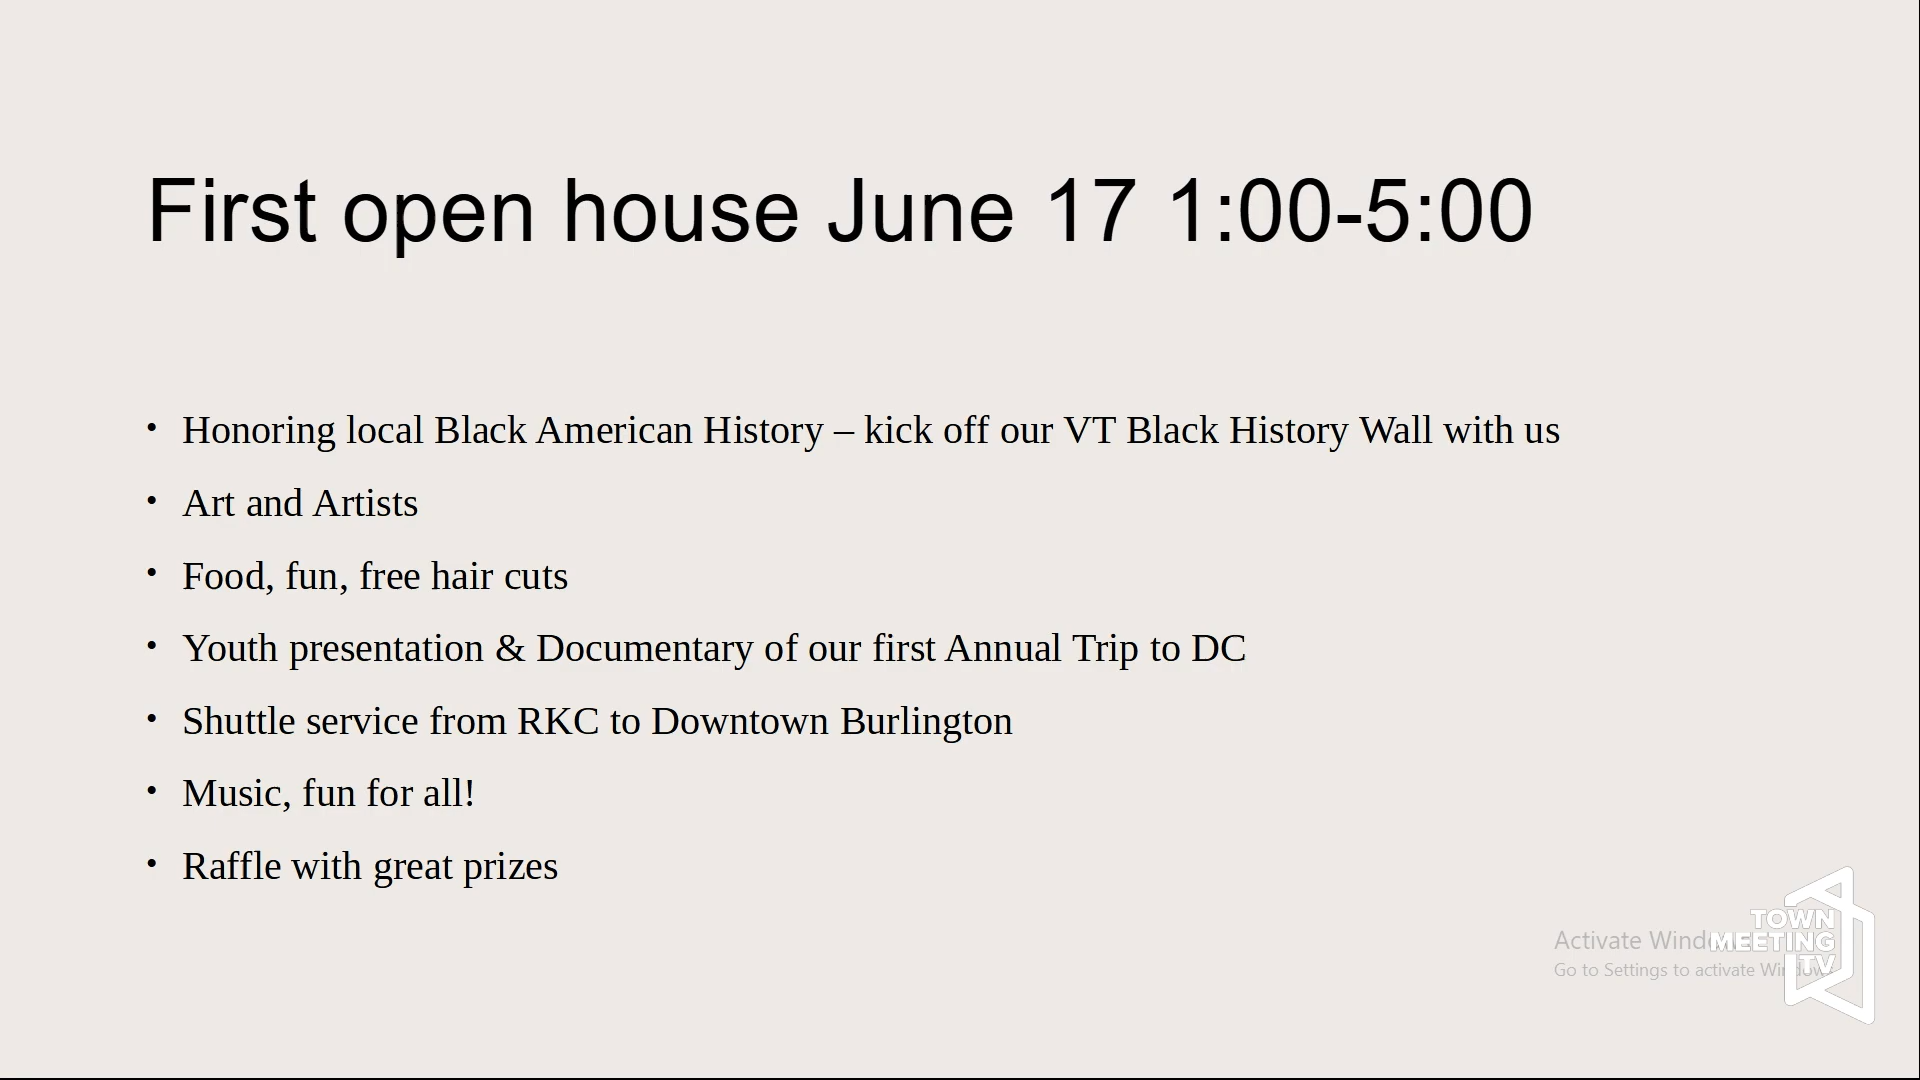 First open house June 17 1:00-5:00
• Honoring local Black American History – kick off our VT Black History Wall with us
• Art and Artists
• Food, fun, free hair cuts
• Youth presentation & Documentary of our first Annual Trip to DC
• Shuttle service from RKC to Downtown Burlington
• Music, fun for all!
• Raffle with great prizes
TOWN
MEETING
TV
Activate Windows
Go to Settings to activate Windows.